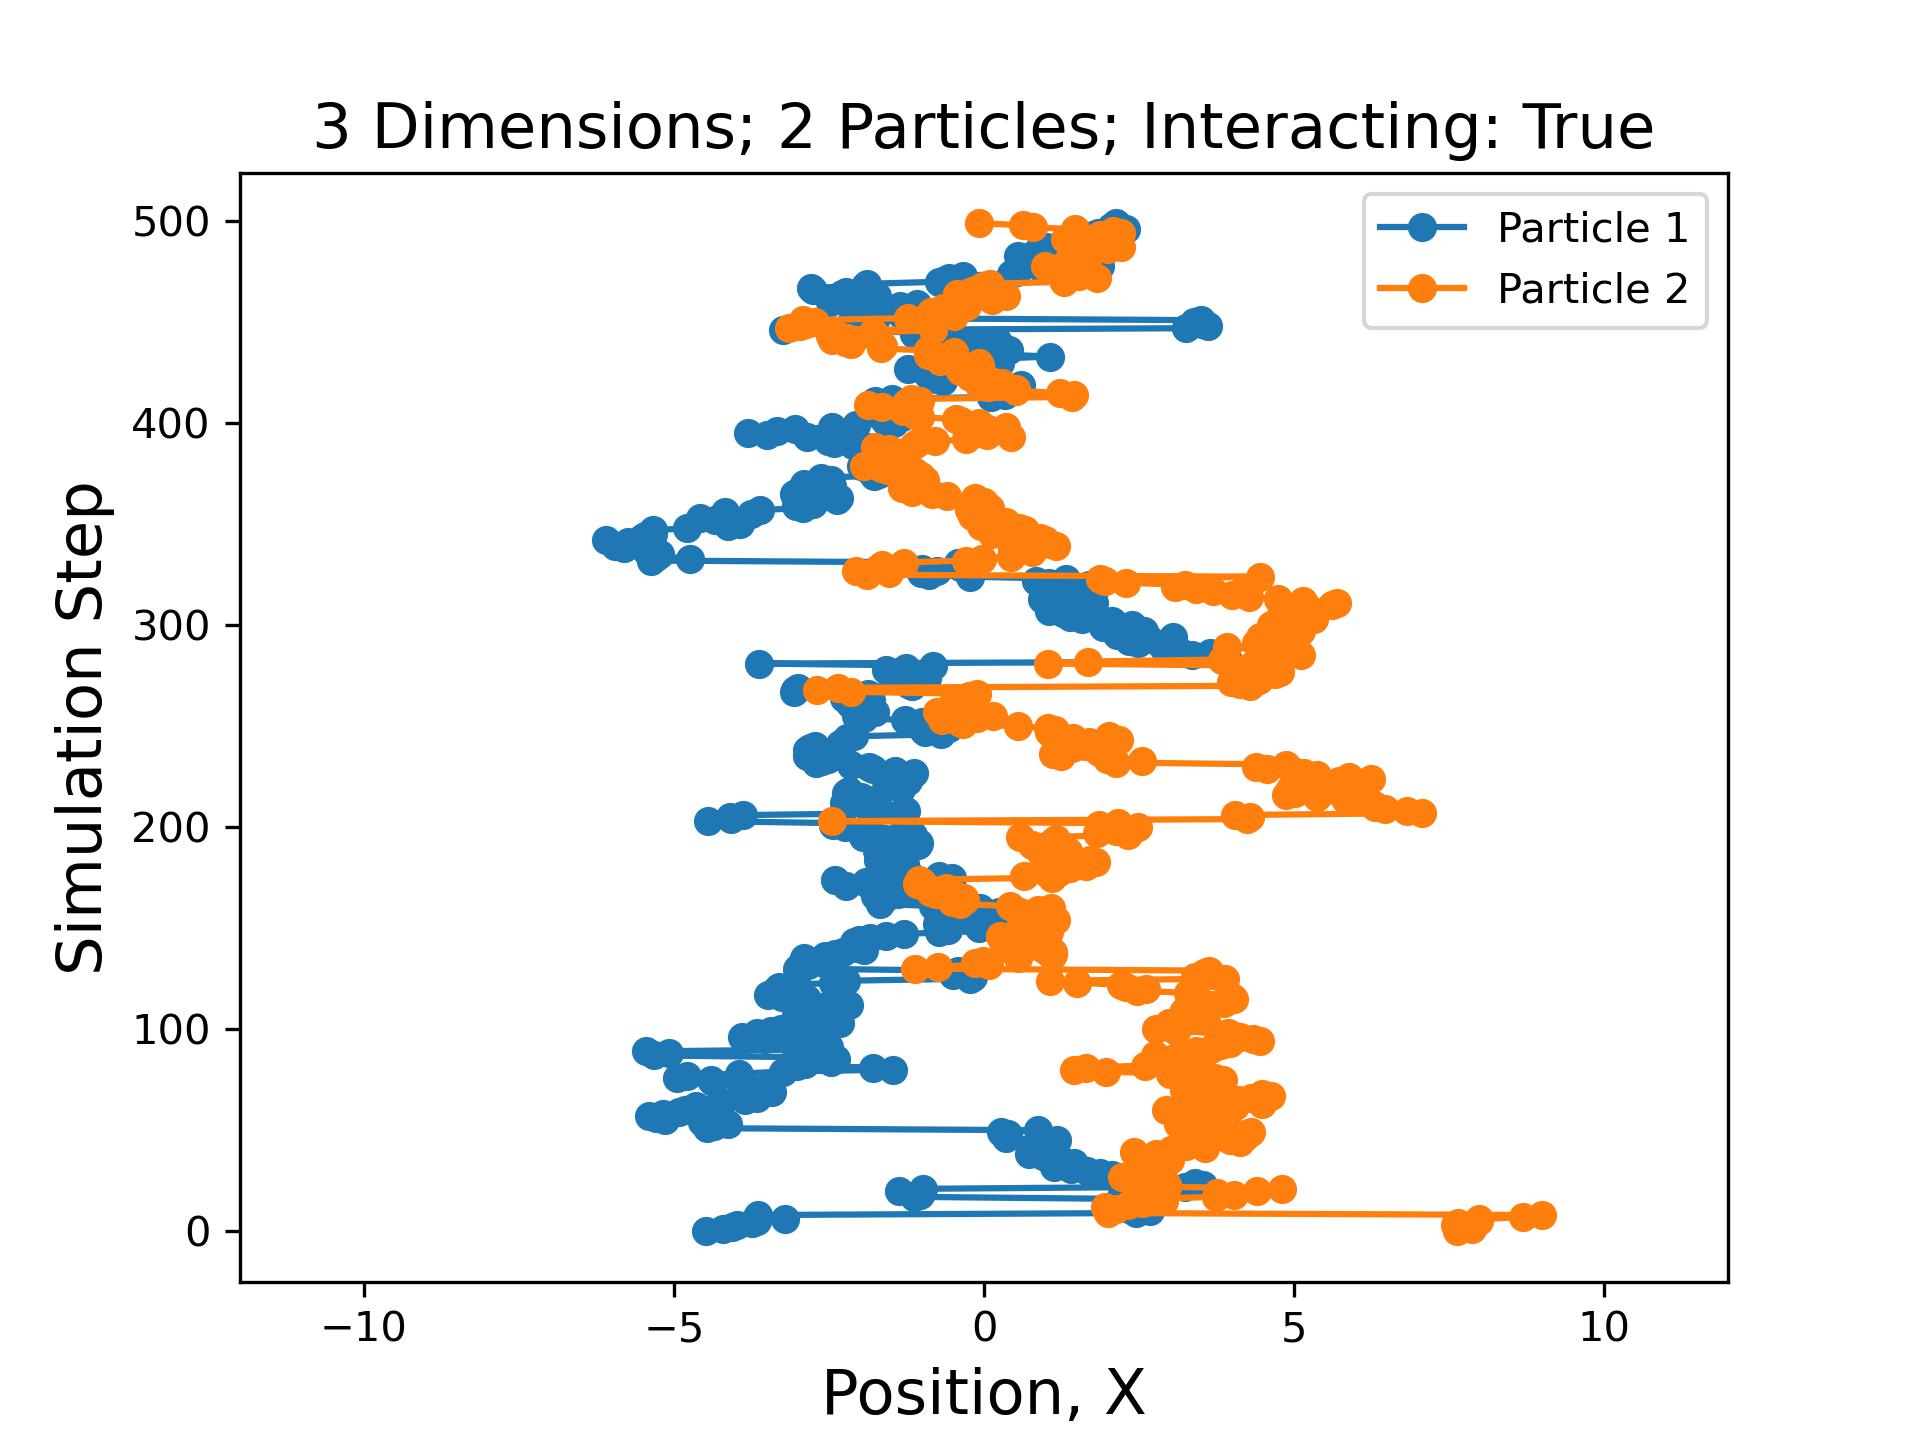 3 Dimensions; 2 Particles; Interacting: True
Particle 1
Particle 2
Simulation Step
500
400
300
200
100
0
−10
−5
0
5
10
Position, X